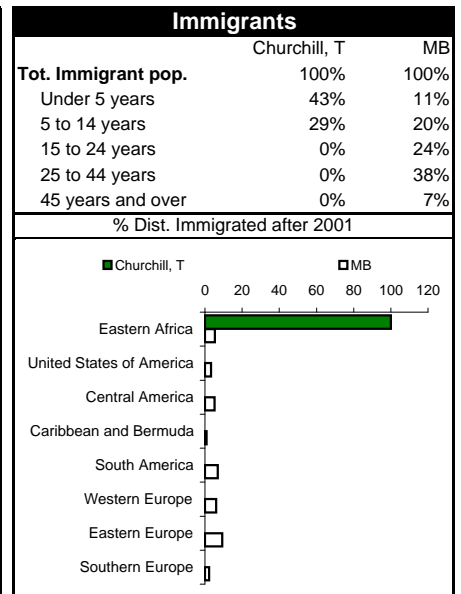 Immigrants
Churchill, T MB
Tot. Immigrant pop. 100% 100%
Under 5 years 43% 11%
5 to 14 years 29% 20%
15 to 24 years 0% 24%
25 to 44 years 0% 38%
45 years and over 0% 7%
% Dist. Immigrated after 2001
Churchill, T MB
0 20 40 60 80 100 120
Eastern Africa
United States of America
Central America
Caribbean and Bermuda
South America
Western Europe
Eastern Europe
Southern Europe